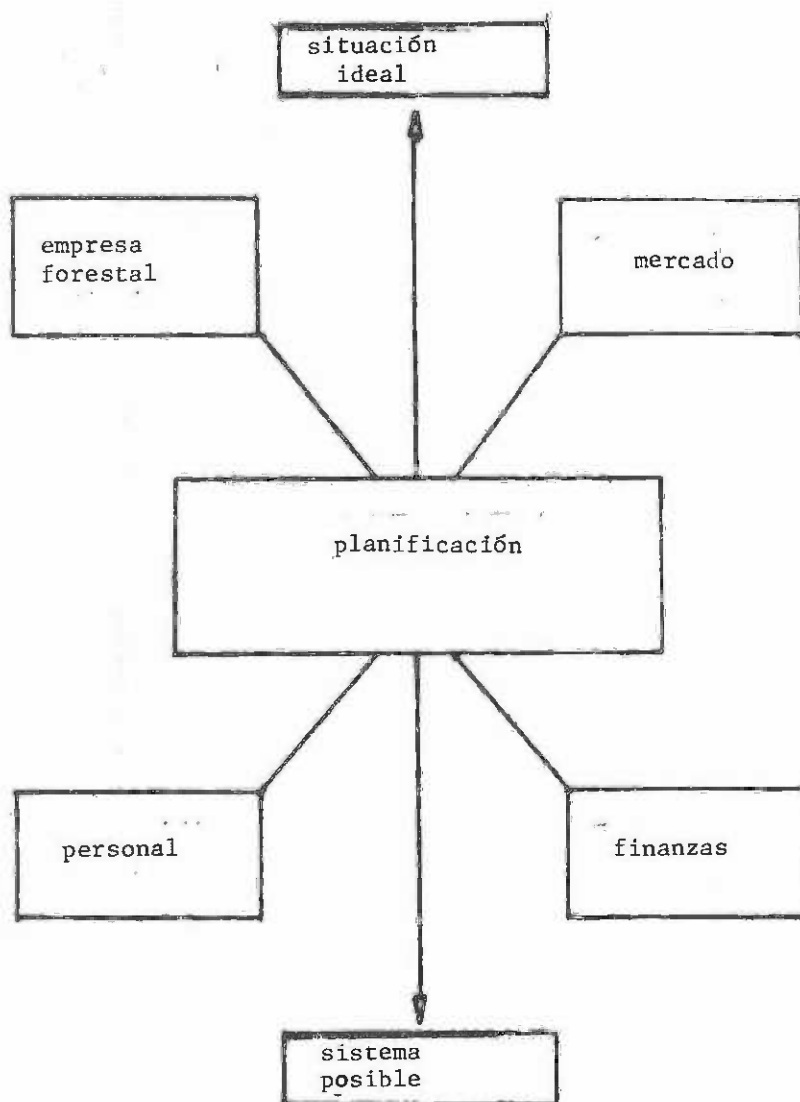 situación
ideal
empresa
forestal
mercado
planificación
personal
finanzas
sistema
posible